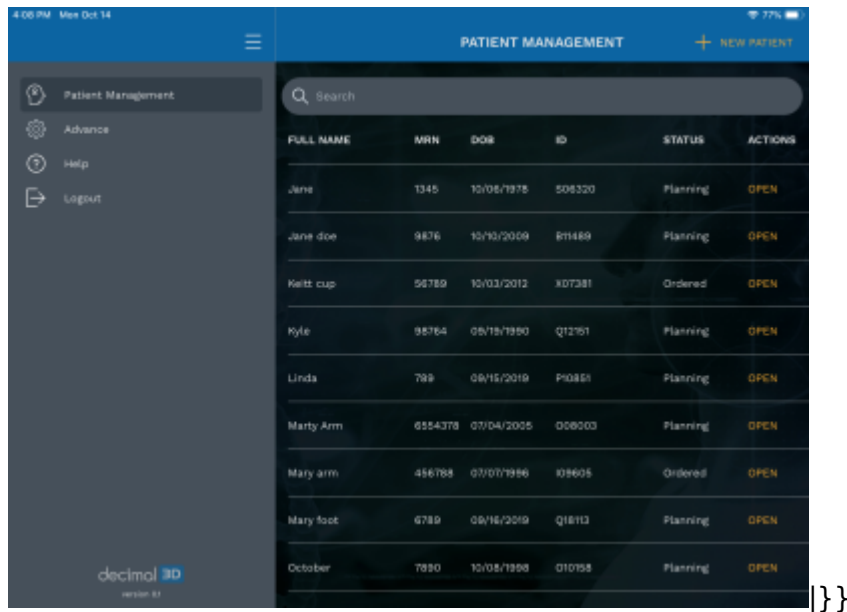 4:08 PM Mon Oct 14
77%
PATIENT MANAGEMENT
NEW PATIENT
Patient Management
Advance
Help
Logout
Search
FULL NAME MRN DOB ID STATUS ACTIONS
Jane 1345 10/06/1978 S06320 Planning OPEN
Jane doe 9876 10/10/2009 B11489 Planning OPEN
Keitt cup 56789 10/03/2012 X07381 Ordered OPEN
Kyle 98764 09/19/1990 Q12151 Planning OPEN
Linda 789 09/15/2019 P10851 Planning OPEN
Marty Arm 6554378 07/04/2005 O08003 Planning OPEN
Mary arm 456788 07/07/1996 I09605 Ordered OPEN
Mary foot 6789 09/16/2019 Q18113 Planning OPEN
October 7890 10/08/1998 O10158 Planning OPEN
decimal 3D
version
|}}